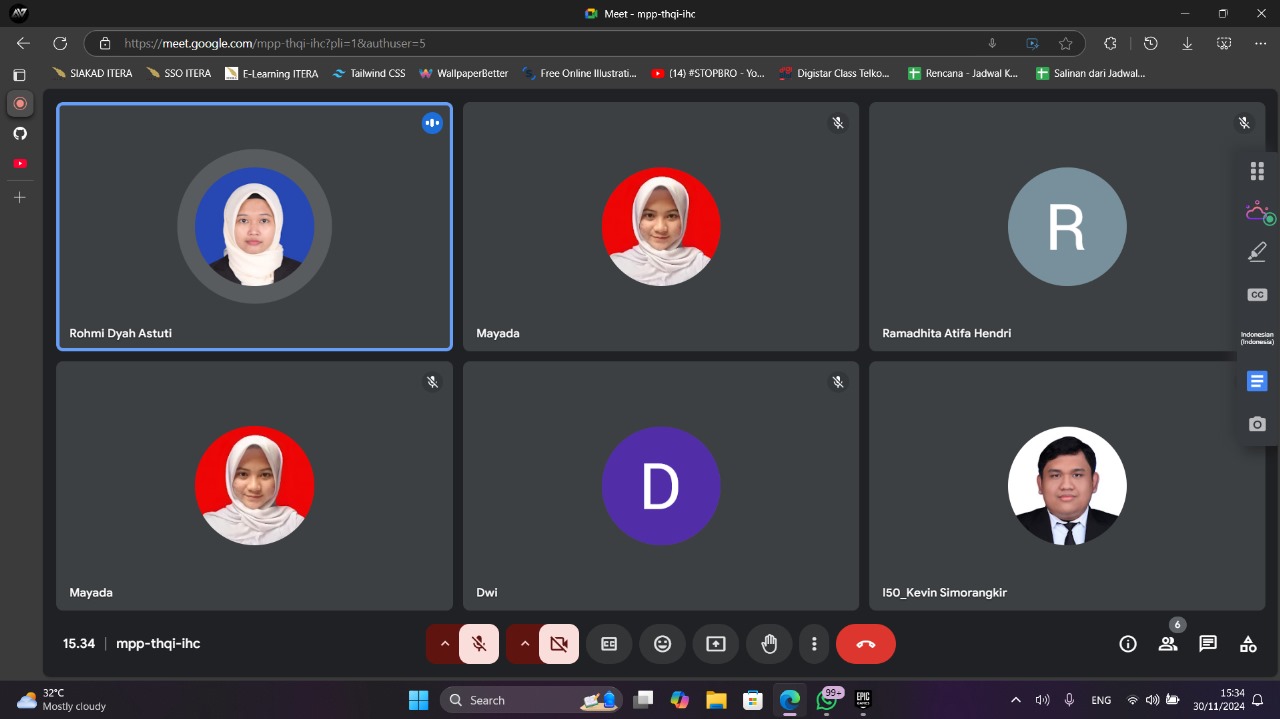 Meet - mpp-thqi-ihc
https://meet.google.com/mpp-thqi-ihc?pli=1&authuser=5
SIAKAD ITERA
SSO ITERA
E-Learning ITERA
Tailwind CSS
WallpaperBetter
Free Online Illustrati...
(14) #STOPBRO - Yo...
Digistar Class Telko...
Rencana - Jadwal K...
Salinan dari Jadwal...
Rohmi Dyah Astuti
Mayada
R
Ramadhita Atifa Hendri
CC
Indonesian
(Indonesia)
Mayada
D
Dwi
I50_Kevin Simorangkir
15.34 | mpp-thqi-ihc
6
32°C
Mostly cloudy
Search
99+
EPIC
GAMES
ENG
15:34
30/11/2024